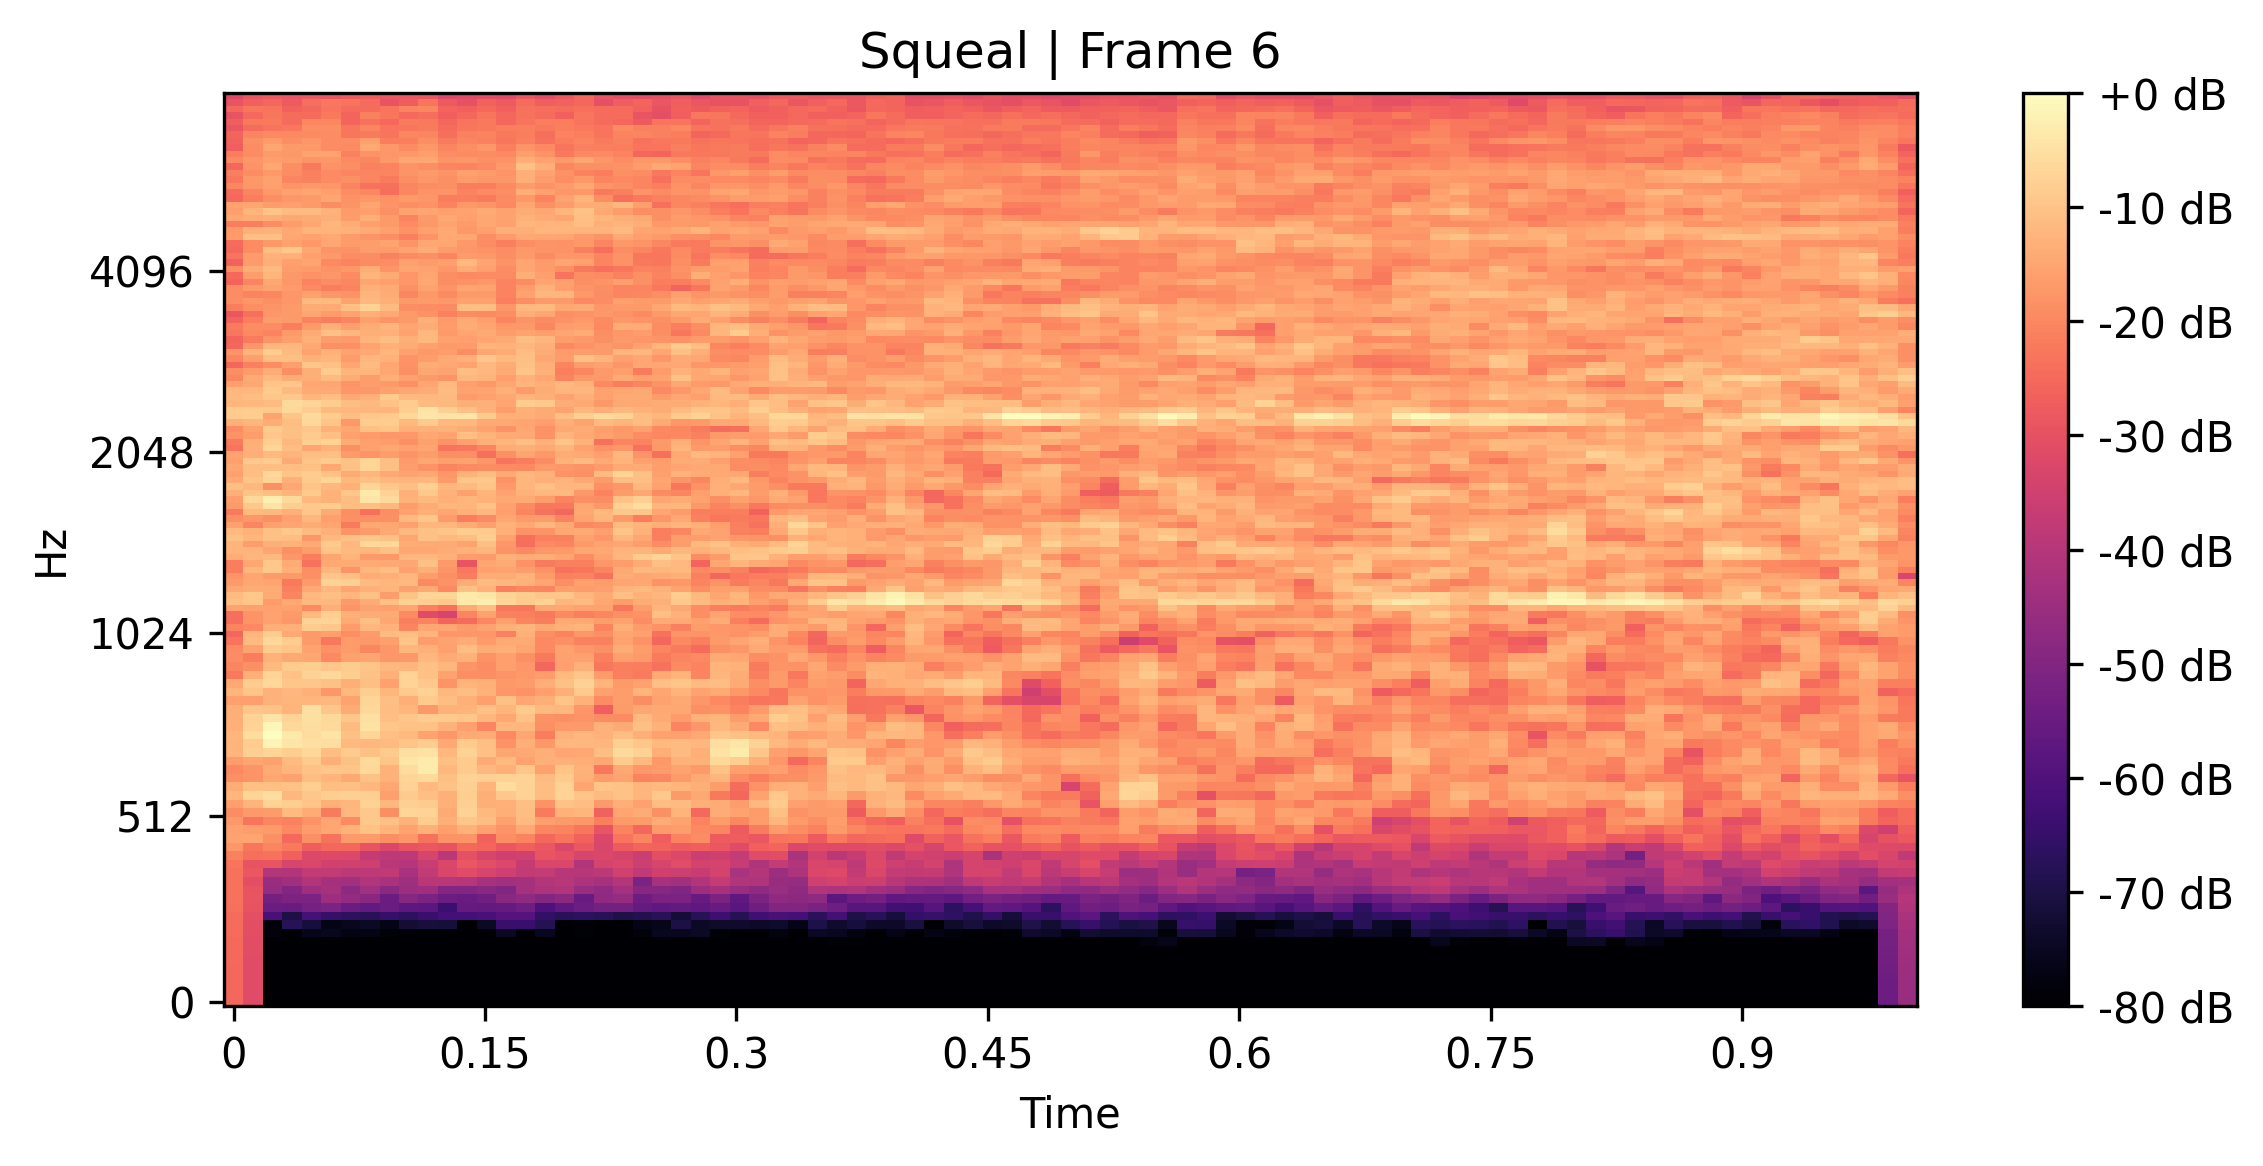 Squeal | Frame 6
+0 dB
-10 dB
-20 dB
-30 dB
-40 dB
-50 dB
-60 dB
-70 dB
-80 dB
Hz
4096
2048
1024
512
0
0
0.15
0.3
0.45
0.6
0.75
0.9
Time